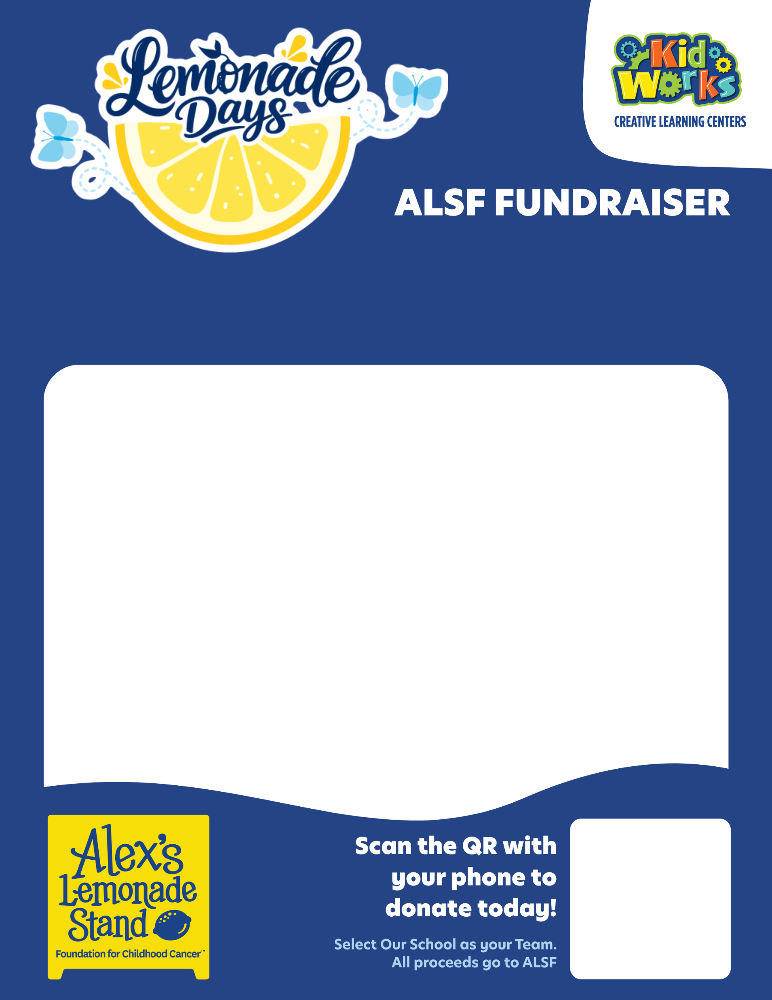 Lemonade
Days
Kid
Works
CREATIVE LEARNING CENTERS
ALSF FUNDRAISER
Alex's
Lemonade
Stand
Foundation for Childhood Cancer™
Scan the QR with
your phone to
donate today!
Select Our School as your Team.
All proceeds go to ALSF